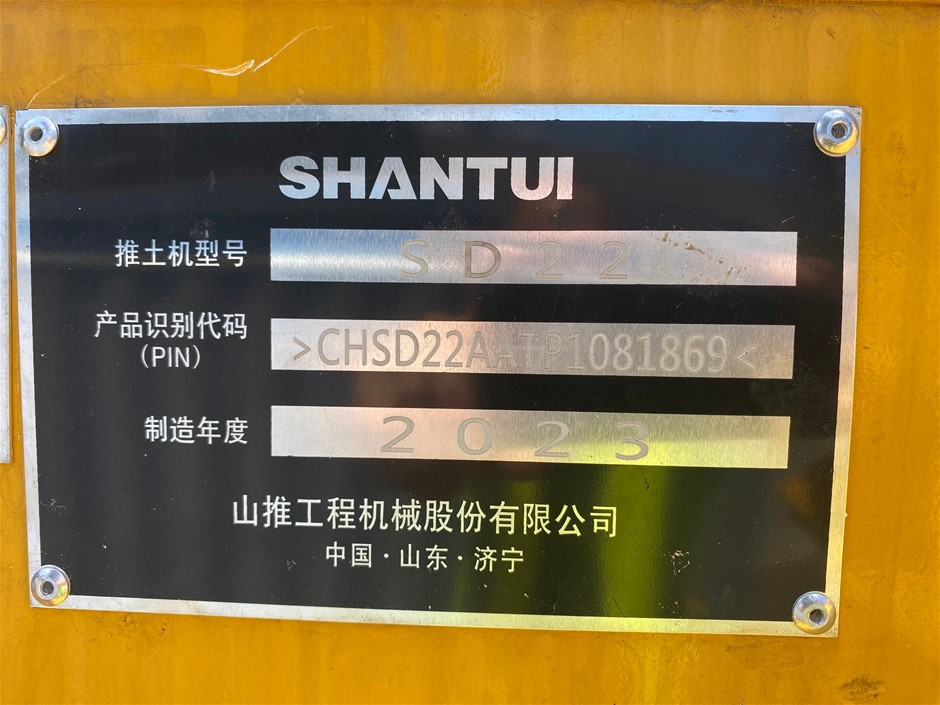 SHANTUI
推土机型号 SD22
产品识别代码 >CHSD22AATP1081869<
(PIN)
制造年度 2023
山推工程机械股份有限公司
中国·山东·济宁